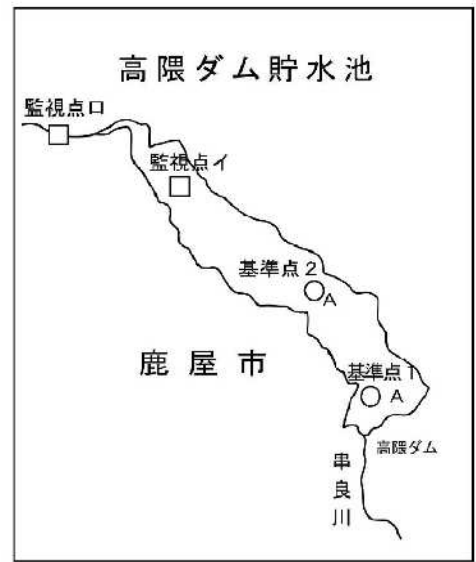 高隈ダム貯水池
監視点ロ
監視点イ
基準点2
A
鹿屋市
基準点1
A
高隈ダム
串良川